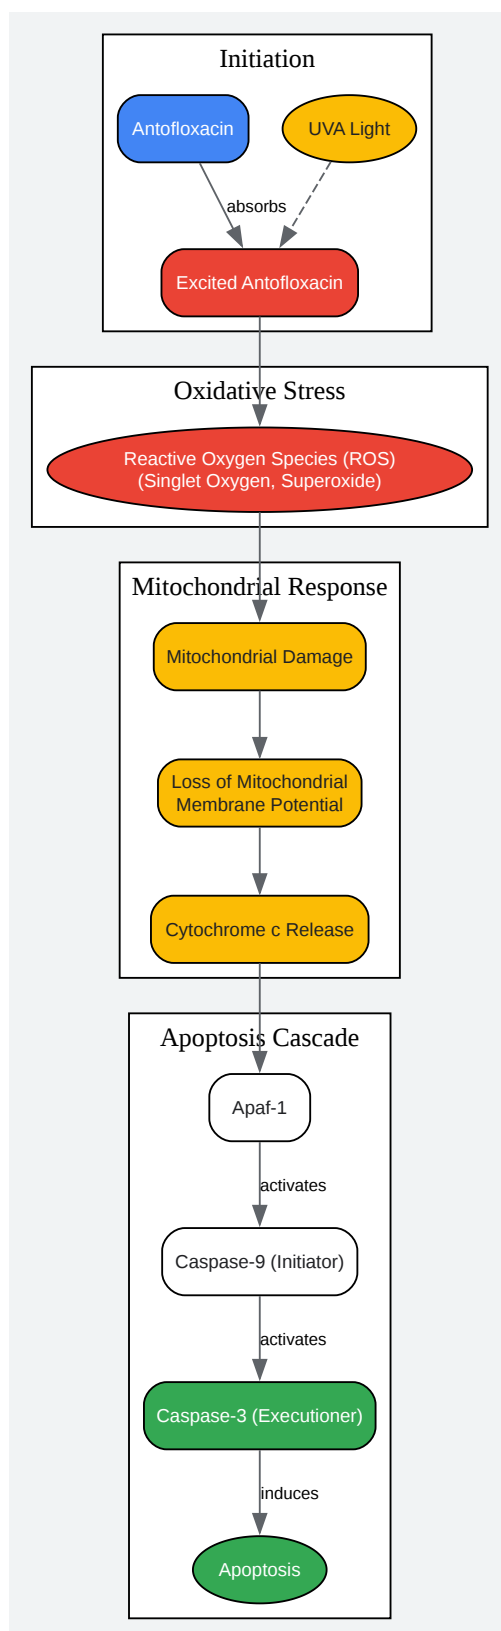 Initiation
Antofloxacin
UVA Light
absorbs
Excited Antofloxacin
Oxidative Stress
Reactive Oxygen Species (ROS)
(Singlet Oxygen, Superoxide)
Mitochondrial Response
Mitochondrial Damage
Loss of Mitochondrial
Membrane Potential
Cytochrome c Release
Apoptosis Cascade
Apaf-1
activates
Caspase-9 (Initiator)
activates
Caspase-3 (Executioner)
induces
Apoptosis